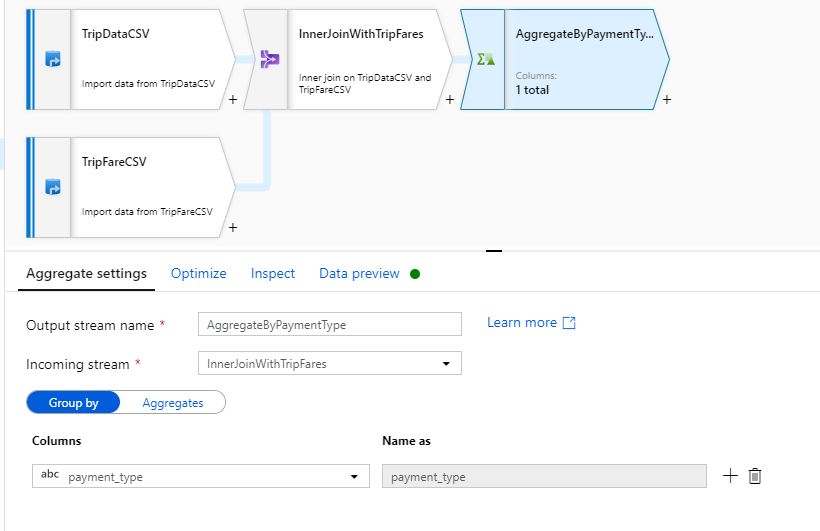 TripDataCSV
Import data from TripDataCSV
+
InnerJoinWithTripFares
Inner join on TripDataCSV and
TripFareCSV
+
Σ
AggregateByPaymentTy...
Columns:
1 total
+
TripFareCSV
Import data from TripFareCSV
+
Aggregate settings
Optimize
Inspect
Data preview
Output stream name *
AggregateByPaymentType
Learn more
Incoming stream *
InnerJoinWithTripFares
Group by
Aggregates
Columns
Name as
abc payment_type
payment_type
+